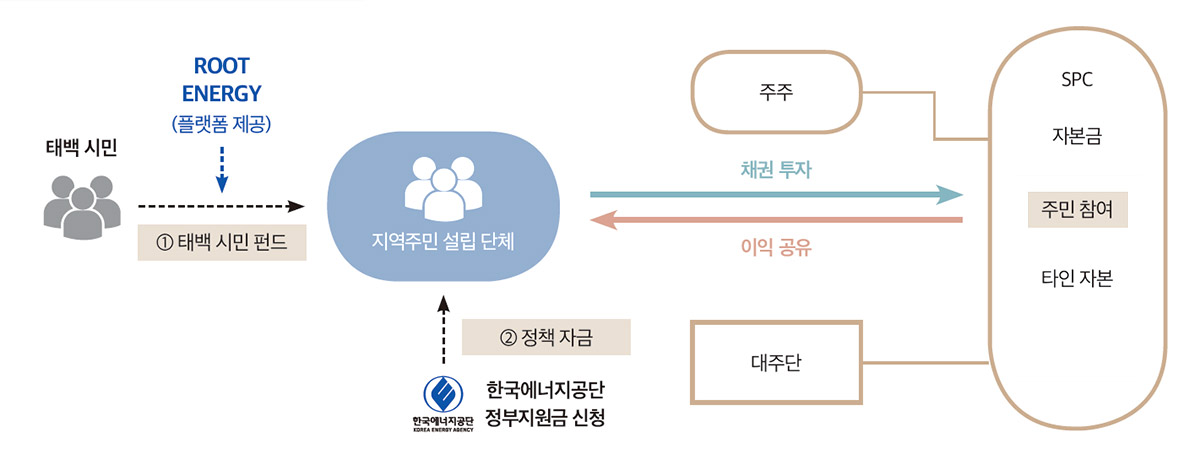 ROOT
ENERGY
(플랫폼 제공)
태백 시민
① 태백 시민 펀드
지역주민 설립 단체
② 정책 자금
한국에너지공단
KOREA ENERGY AGENCY
한국에너지공단
정부지원금 신청
채권 투자
이익 공유
주주
대주단
SPC
자본금
주민 참여
타인 자본